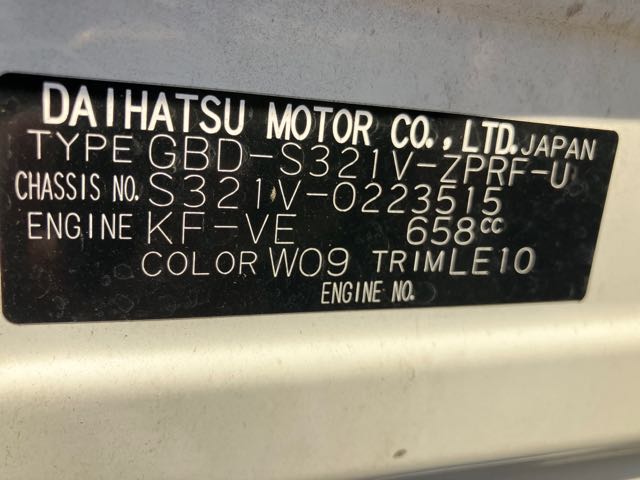 DAIHATSU MOTOR CO.,LTD. JAPAN
TYPE GBD-S321V-ZPRF-U
CHASSIS NO. S321V-0223515
ENGINE KF-VE 658cc
COLOR W09 TRIM LE10
ENGINE NO.